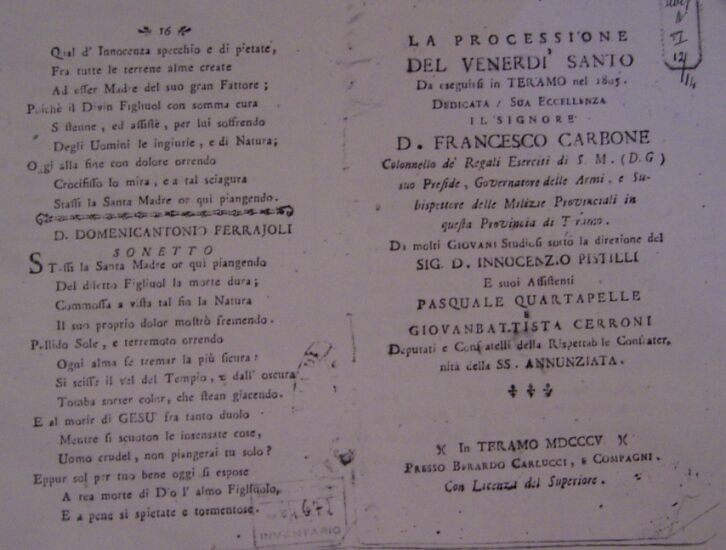 16
Qual d' Innocenza specchio e di pietate,
Fra tutte le terrene alme create
Ad esser Madre del suo gran Fattore;
Poichè il Divin Figliuol con somma cura
Sostenne, ed assistè, per lui soffrendo
Degli Uomini le ingiurie, e di Natura;
Oggi alla fine con dolore orrendo
Crocifisso lo mira, e a tal sciagura
Stassi la Santa Madre or qui piangendo.
D. DOMENICANTONIO FERRAJOLI
SONETTO
STassi la Santa Madre or qui piangendo
Del diletto Figliuol la morte dura;
Commossa a vista tal fin la Natura
Il suo proprio dolor mostrò fremendo.
Pallido Sole, e terremoto orrendo
Ogni alma fe tremar la più sicura:
Si scisse il vel del Tempio, e dall' oscura
Tomba sorser color, che stean giacendo.
E al morir di GESU' fra tanto duolo
Mentre si scuoton le insensate cose,
Uomo crudel, non piangerai tu solo?
Eppur sol per tuo bene oggi si espose
A rea morte di Dio l' almo Figliuolo,
E a pene sì spietate e tormentose.
INVENTARIO
LA PROCESSIONE
DEL VENERDI' SANTO
Da eseguirsi in TERAMO nel 1805.
DEDICATA A SUA ECCELLENZA
IL SIGNORE
D. FRANCESCO CARBONE
Colonnello de' Regali Eserciti di S. M. (D. G.)
suo Preside, Governatore delle Armi, e Su-
bispettore delle Milizie Provinciali in
questa Provincia di Teramo.
Da molti GIOVANI Studiosi sotto la direzione del
SIG. D. INNOCENZIO PISTILLI
E suoi Assistenti
PASQUALE QUARTAPELLE
E
GIOVANBATTISTA CERRONI
Deputati e Confratelli della Rispettabile Confrater-
nità della SS. ANNUNZIATA.
In TERAMO MDCCCV.
PRESSO BERARDO CARLUCCI, E COMPAGNI.
Con Licenza del Superiore.